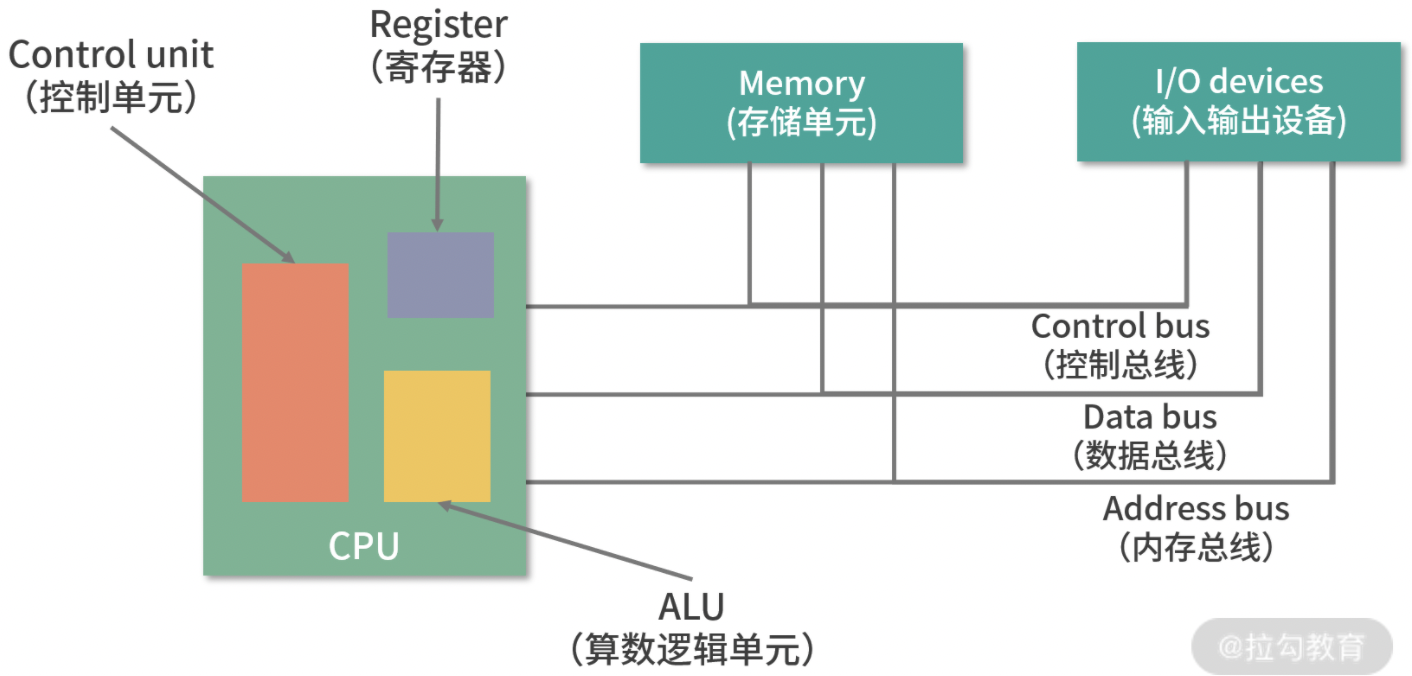 Control unit
（控制单元）
Register
（寄存器）
Memory
(存储单元)
I/O devices
(输入输出设备)
Control bus
（控制总线）
Data bus
（数据总线）
Address bus
（内存总线）
CPU
ALU
（算数逻辑单元）
@拉勾教育